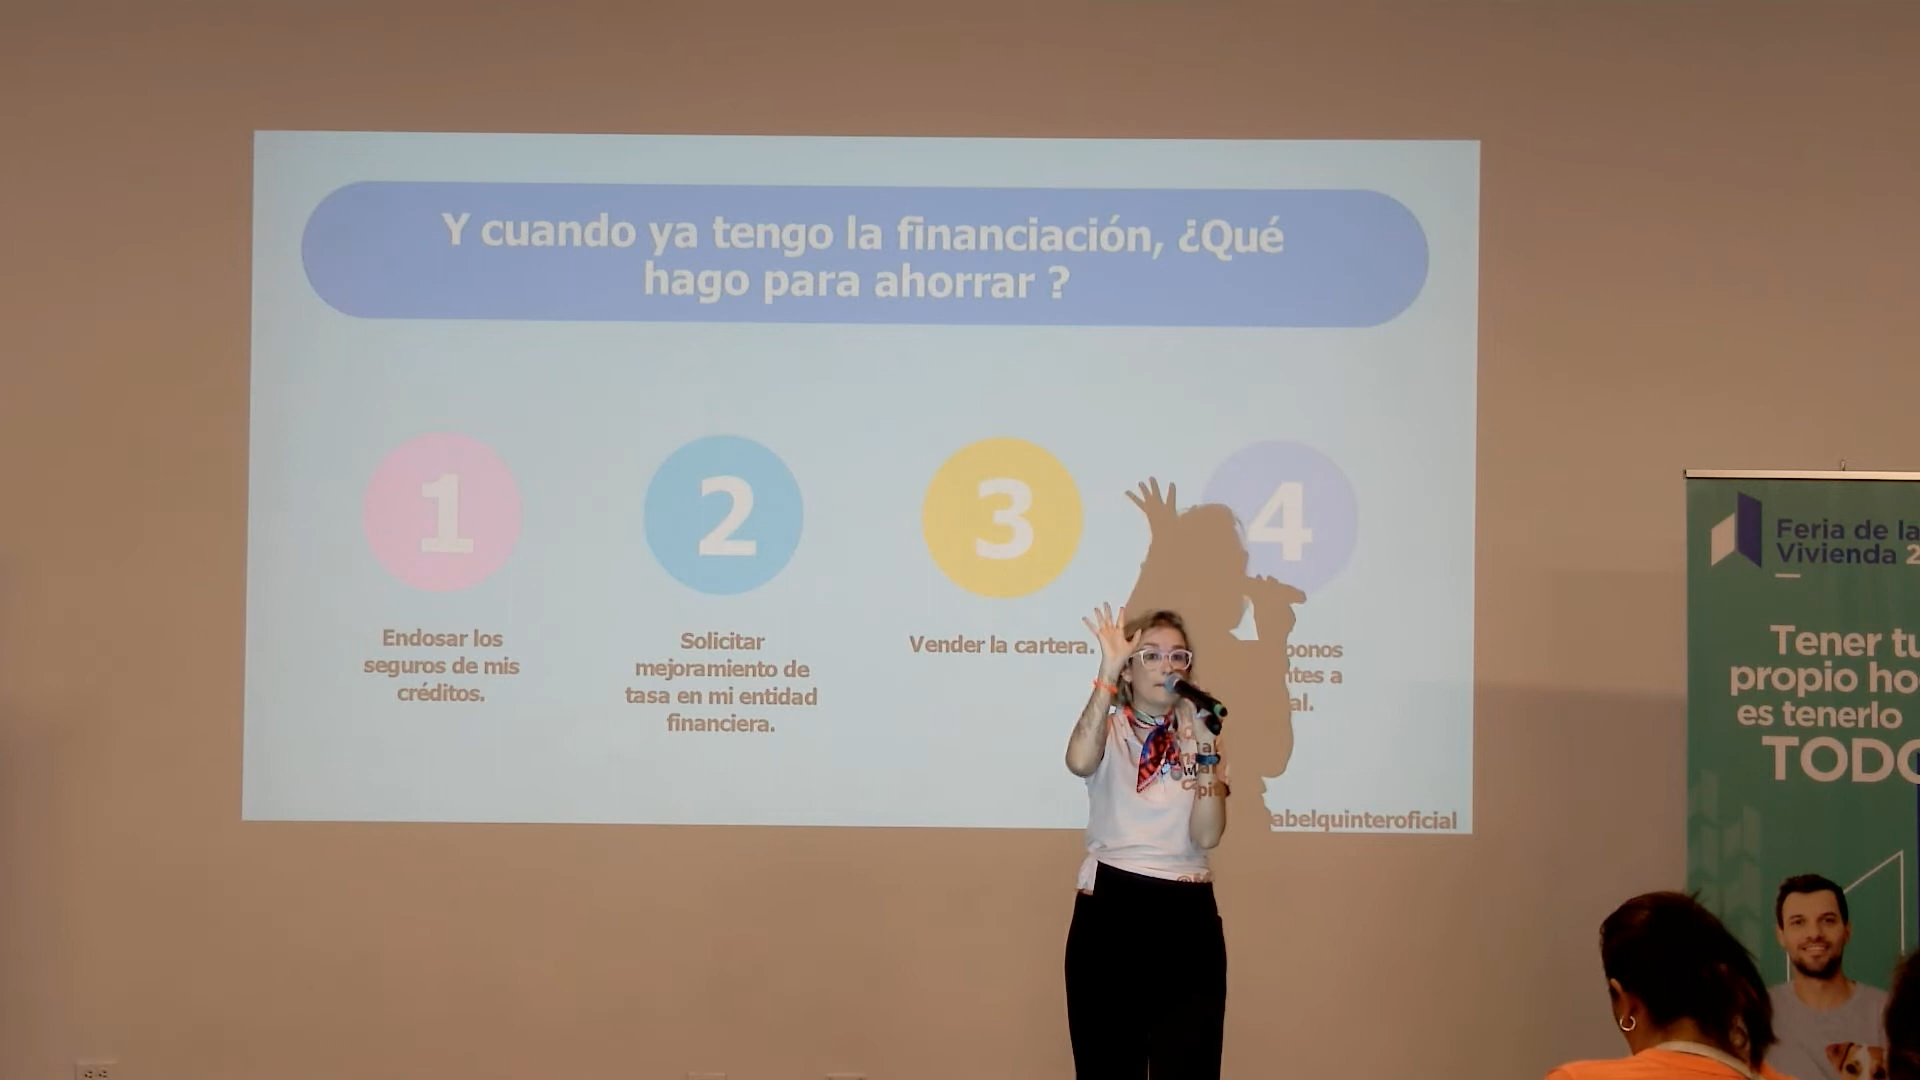 Y cuando ya tengo la financiación, ¿Qué
hago para ahorrar ?
1
2
3
4
Endosar los
seguros de mis
créditos.
Solicitar
mejoramiento de
tasa en mi entidad
financiera.
Vender la cartera.
bonos
ntes a
al.
abelquinteroficial
Feria de la
Vivienda 2
Tener tu
propio ho
es tenerlo
TODO